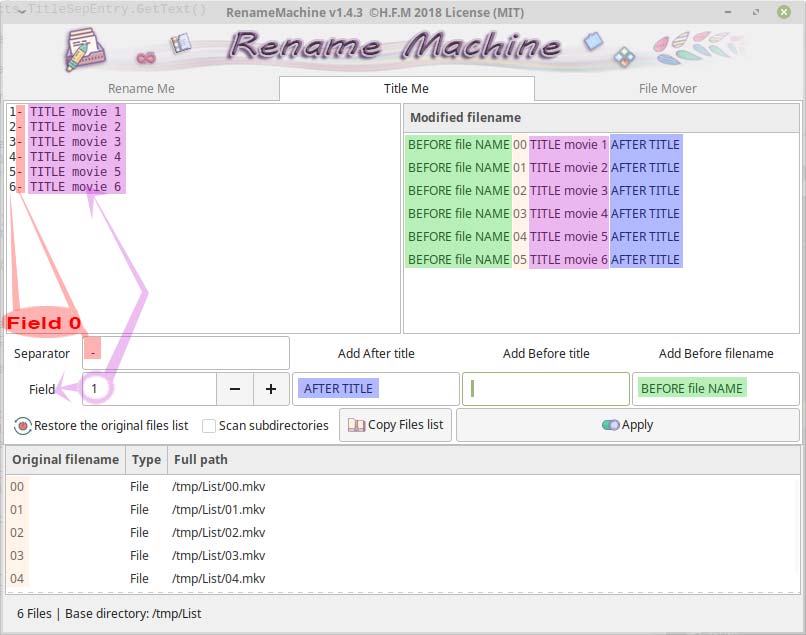 rts.TitleSepEntry.GetText()
RenameMachine v1.4.3 ©H.F.M 2018 License (MIT)
Rename Machine
Rename Me
Title Me
File Mover
1- TITLE movie 1
2- TITLE movie 2
3- TITLE movie 3
4- TITLE movie 4
5- TITLE movie 5
6- TITLE movie 6
Modified filename
BEFORE file NAME 00 TITLE movie 1 AFTER TITLE
BEFORE file NAME 01 TITLE movie 2 AFTER TITLE
BEFORE file NAME 02 TITLE movie 3 AFTER TITLE
BEFORE file NAME 03 TITLE movie 4 AFTER TITLE
BEFORE file NAME 04 TITLE movie 5 AFTER TITLE
BEFORE file NAME 05 TITLE movie 6 AFTER TITLE
Field 0
Separator - Add After title Add Before title Add Before filename
Field 1 − + AFTER TITLE BEFORE file NAME
Restore the original files list Scan subdirectories Copy Files list Apply
Original filename Type Full path
00 File /tmp/List/00.mkv
01 File /tmp/List/01.mkv
02 File /tmp/List/02.mkv
03 File /tmp/List/03.mkv
04 File /tmp/List/04.mkv
6 Files | Base directory: /tmp/List